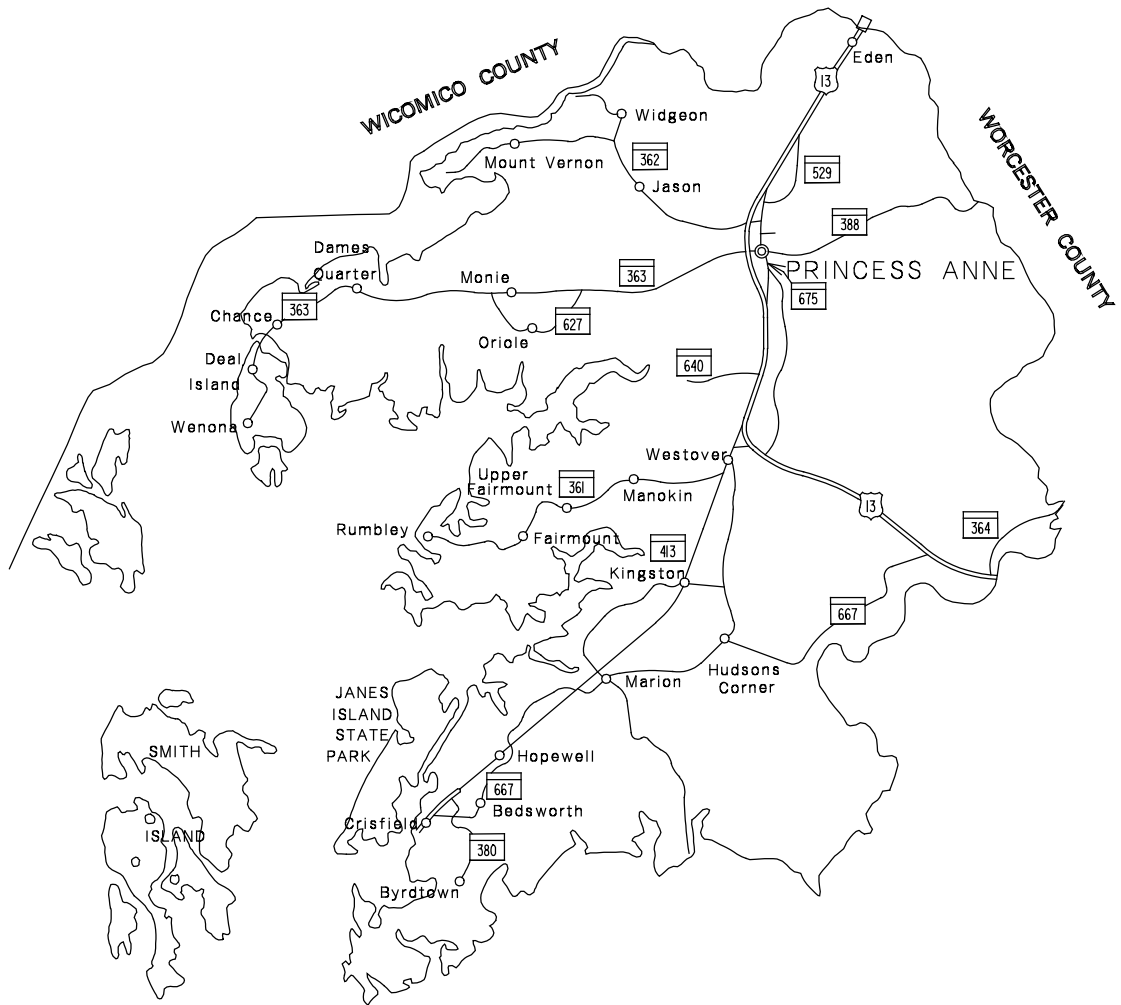 Eden
WICOMICO COUNTY
13
Widgeon
WORCESTER COUNTY
Mount Vernon
362
529
Jason
388
Dames
Quarter
Monie
363
PRINCESS ANNE
675
363
Chance
627
Oriole
Deal
Island
640
Wenona
Westover
Upper
Fairmount
361
Manokin
13
Rumbley
Fairmount
364
413
Kingston
667
Hudsons
Corner
Marion
JANES
ISLAND
STATE
PARK
SMITH
Hopewell
667
Bedsworth
Crisfield
ISLAND
380
Byrdtown